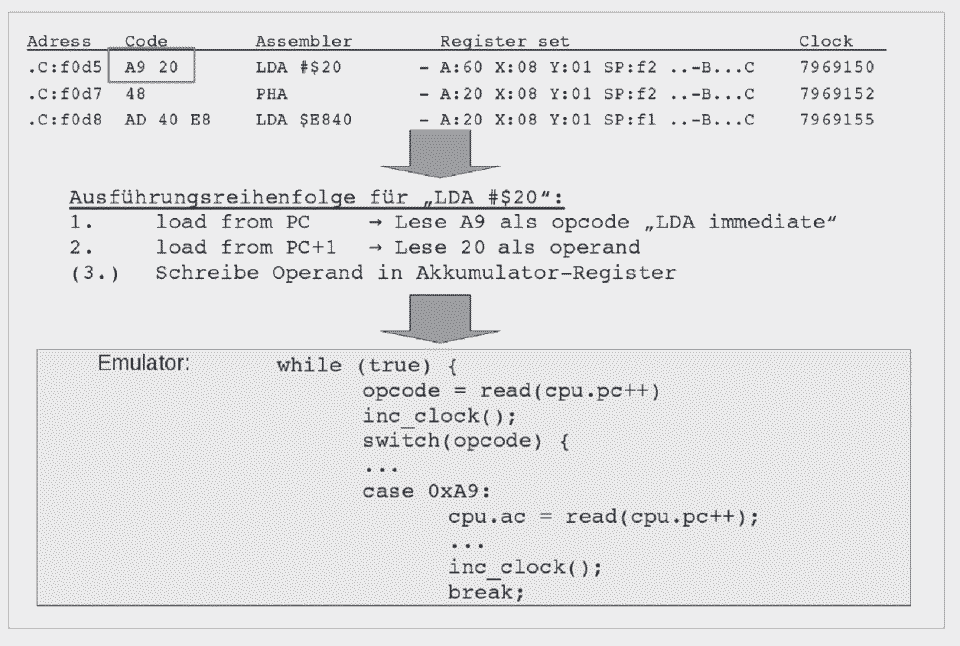 Adress Code Assembler Register set Clock
.C:f0d5 A9 20 LDA #$20 - A:60 X:08 Y:01 SP:f2 ..-B...C 7969150
.C:f0d7 48 PHA - A:20 X:08 Y:01 SP:f2 ..-B...C 7969152
.C:f0d8 AD 40 E8 LDA $E840 - A:20 X:08 Y:01 SP:f1 ..-B...C 7969155
Ausführungsreihenfolge für „LDA #$20“:
1. load from PC → Lese A9 als opcode „LDA immediate“
2. load from PC+1 → Lese 20 als operand
(3.) Schreibe Operand in Akkumulator-Register
Emulator: while (true) {
opcode = read(cpu.pc++)
inc_clock();
switch(opcode) {
...
case 0xA9:
cpu.ac = read(cpu.pc++);
...
inc_clock();
break;